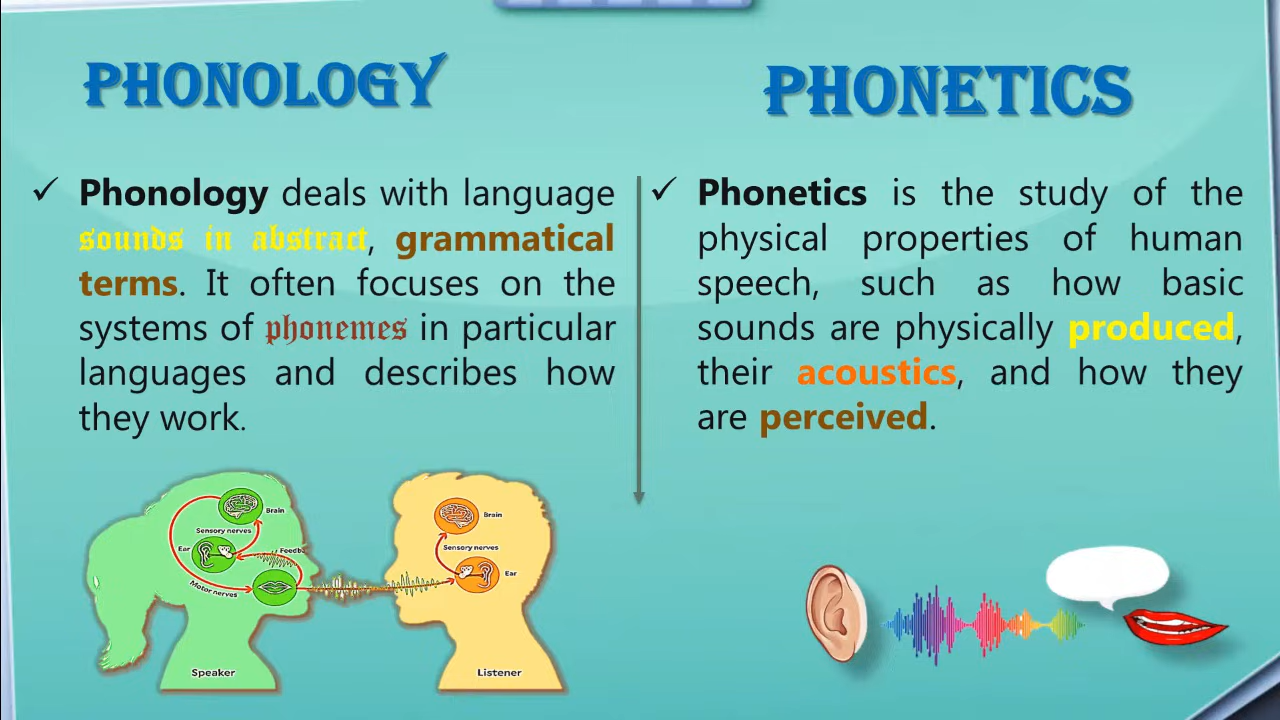 PHONOLOGY
✓ Phonology deals with language
sounds in abstract, grammatical
terms. It often focuses on the
systems of phonemes in particular
languages and describes how
they work.
Brain
Sensory nerves
Ear
Feedb
Motor nerves
Speaker
Brain
Sensory nerves
Ear
Listener
PHONETICS
✓ Phonetics is the study of the
physical properties of human
speech, such as how basic
sounds are physically produced,
their acoustics, and how they
are perceived.